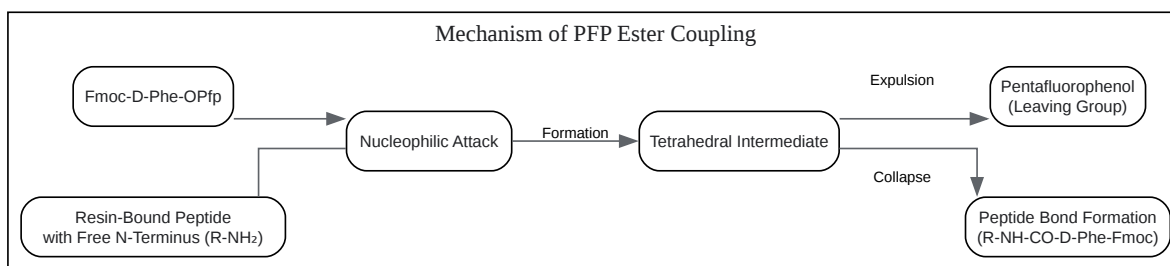 Mechanism of PFP Ester Coupling
Fmoc-D-Phe-OPfp
Expulsion
Pentafluorophenol
(Leaving Group)
Nucleophilic Attack
Formation
Tetrahedral Intermediate
Collapse
Resin-Bound Peptide
with Free N-Terminus (R-NH₂)
Peptide Bond Formation
(R-NH-CO-D-Phe-Fmoc)